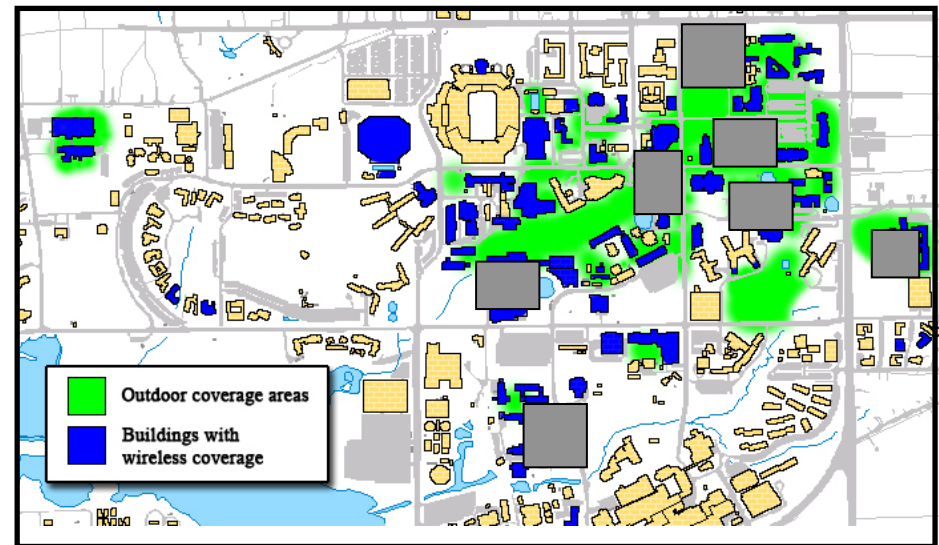 Outdoor coverage areas
Buildings with
wireless coverage